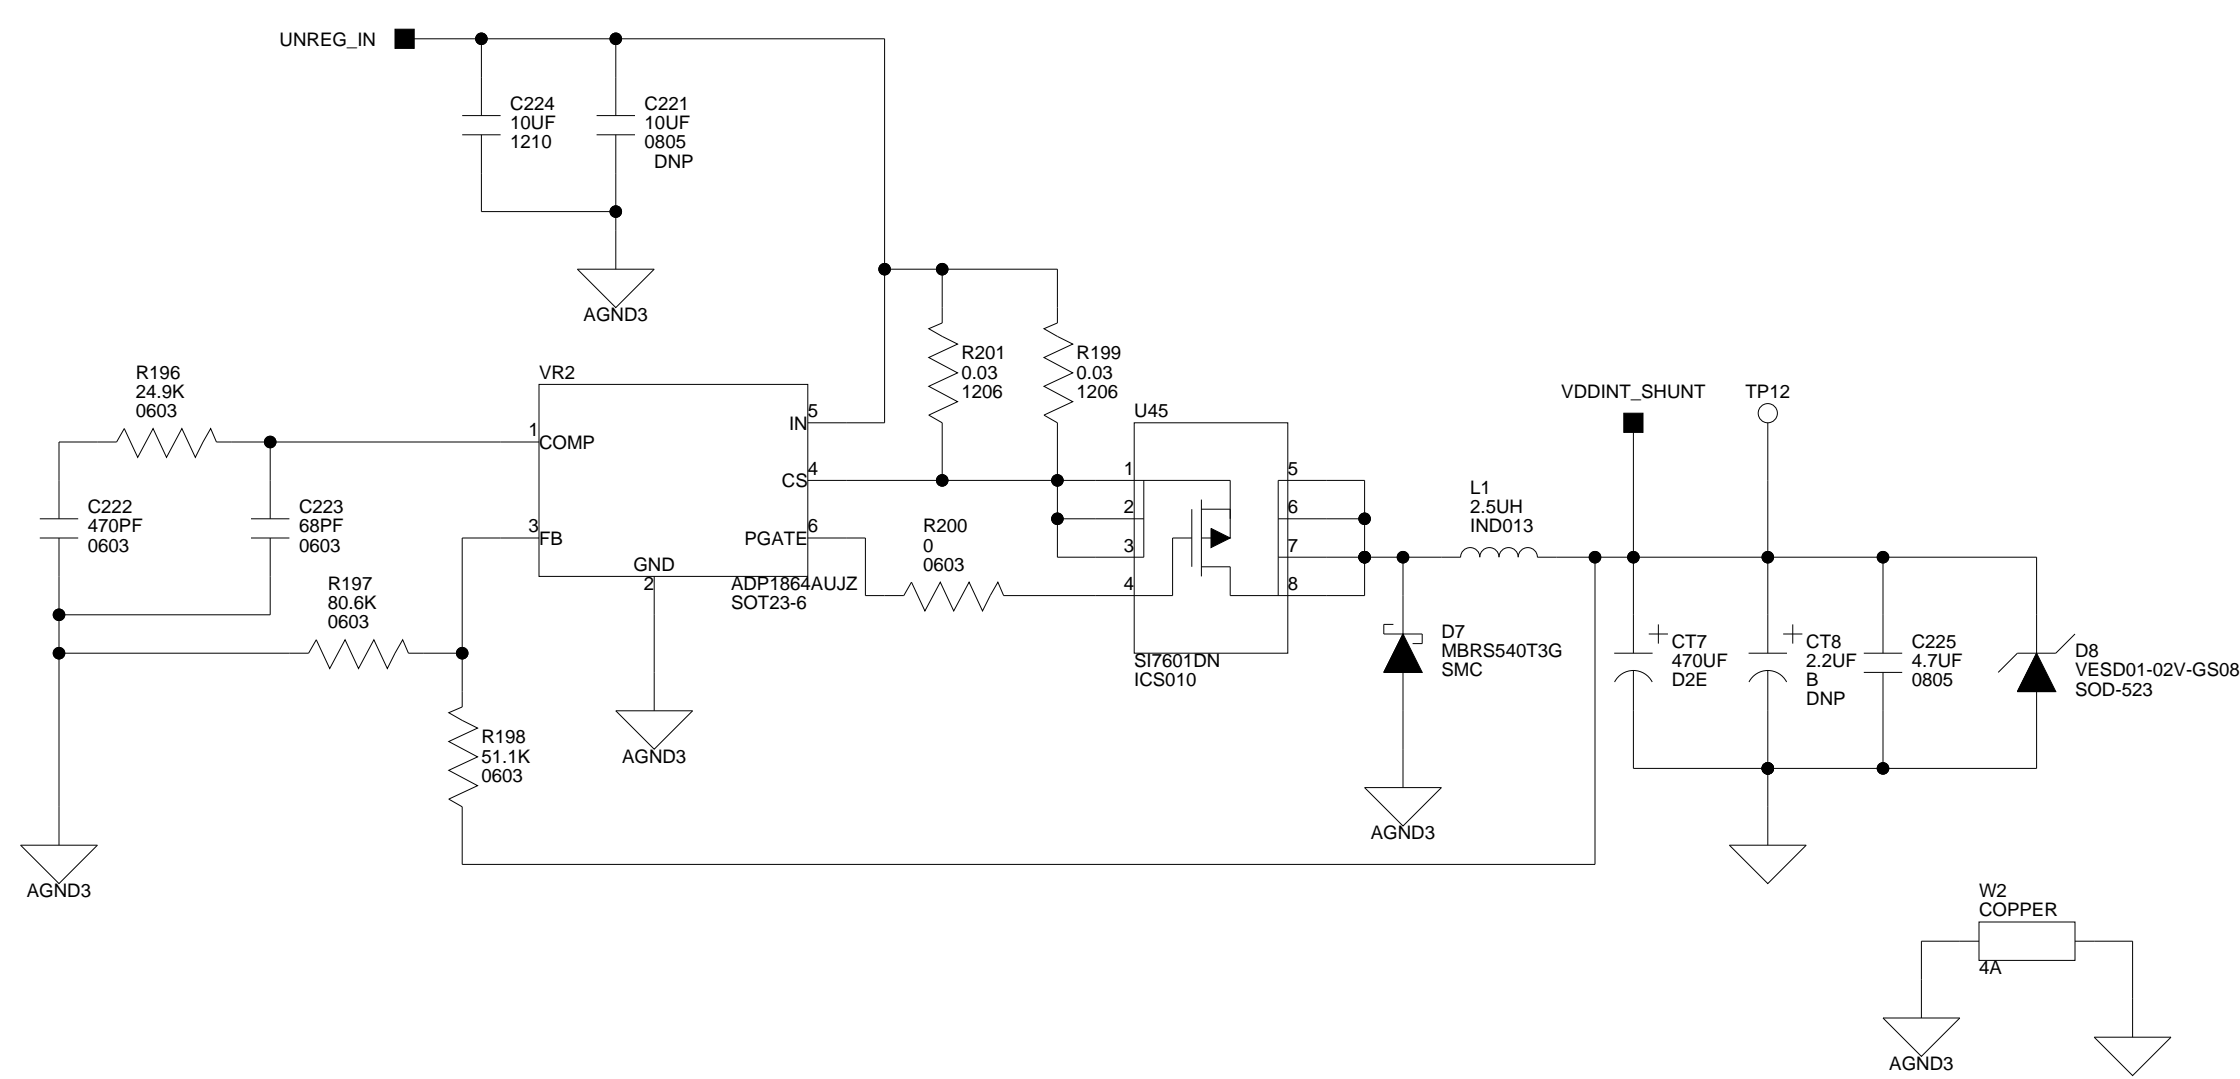 UNREG_IN
C224
10UF
1210
C221
10UF
0805
DNP
AGND3
R196
24.9K
0603
C222
470PF
0603
C223
68PF
0603
R197
80.6K
0603
R198
51.1K
0603
AGND3
VR2
1
COMP
3
FB
GND
2
5
IN
4
CS
6
PGATE
ADP1864AUJZ
SOT23-6
AGND3
R201
0.03
1206
R199
0.03
1206
R200
0
0603
U45
1
2
3
4
5
6
7
8
SI7601DN
ICS010
D7
MBRS540T3G
SMC
AGND3
L1
2.5UH
IND013
VDDINT_SHUNT
TP12
CT7
470UF
D2E
CT8
2.2UF
B
DNP
C225
4.7UF
0805
D8
VESD01-02V-GS08
SOD-523
W2
COPPER
4A
AGND3